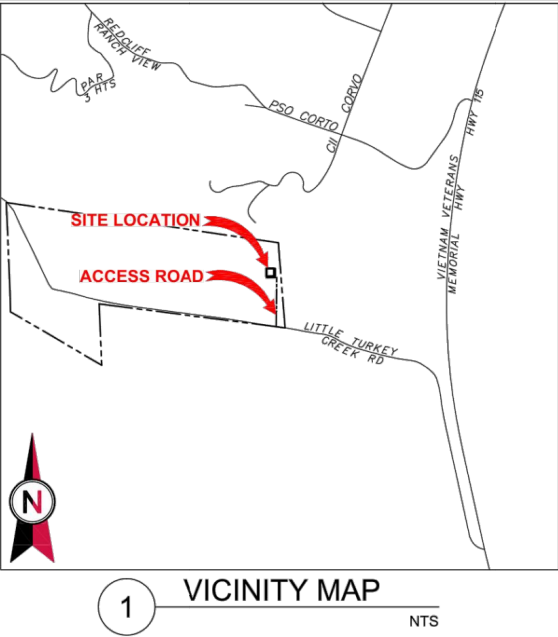 REDCLIFF
RANCH VIEW
PAR
3 HTS
PSO CORTO
CLL CORVO
HWY 115
VIETNAM VETERANS
MEMORIAL HWY
SITE LOCATION
ACCESS ROAD
LITTLE TURKEY
CREEK RD
N
1
VICINITY MAP
NTS